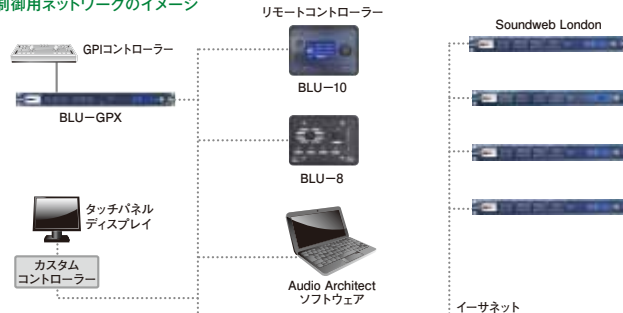 制御用ネットワークのイメージ
リモートコントローラー
Soundweb London
GPIコントローラー
BLU-GPX
BLU-10
BLU-8
タッチパネル
ディスプレイ
カスタム
コントローラー
Audio Architect
ソフトウェア
イーサネット